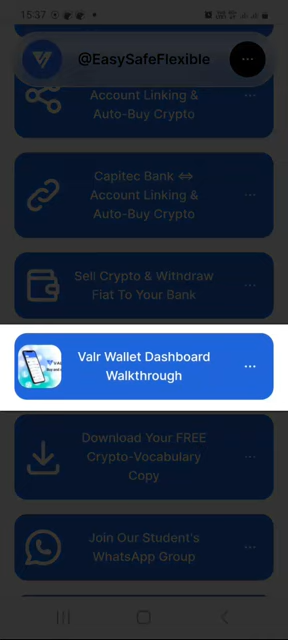 15:37
@EasySafeFlexible
Account Linking &
Auto-Buy Crypto
Capitec Bank ⇔
Account Linking &
Auto-Buy Crypto
Sell Crypto & Withdraw
Fiat To Your Bank
Valr Wallet Dashboard
Walkthrough
Download Your FREE
Crypto-Vocabulary
Copy
Join Our Student's
WhatsApp Group